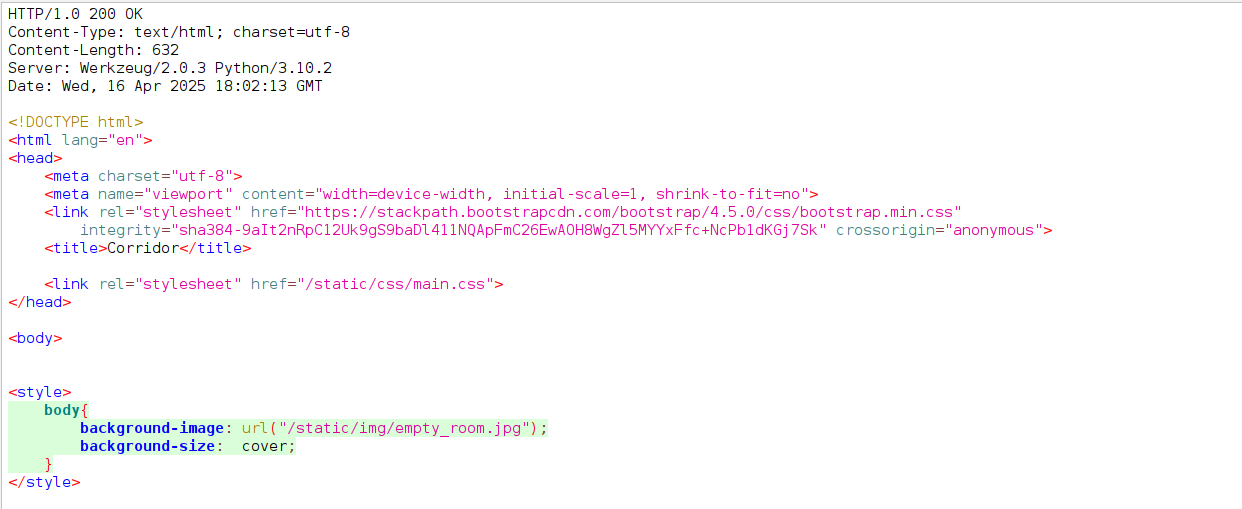 HTTP/1.0 200 OK
Content-Type: text/html; charset=utf-8
Content-Length: 632
Server: Werkzeug/2.0.3 Python/3.10.2
Date: Wed, 16 Apr 2025 18:02:13 GMT
<!DOCTYPE html>
<html lang="en">
<head>
<meta charset="utf-8">
<meta name="viewport" content="width=device-width, initial-scale=1, shrink-to-fit=no">
<link rel="stylesheet" href="https://stackpath.bootstrapcdn.com/bootstrap/4.5.0/css/bootstrap.min.css"
integrity="sha384-9aIt2nRpC12Uk9gS9baDl411NQApFmC26EwAOH8WgZl5MYYxFfc+NcPb1dKGj7Sk" crossorigin="anonymous">
<title>Corridor</title>
<link rel="stylesheet" href="/static/css/main.css">
</head>
<body>
<style>
body{
background-image: url("/static/img/empty_room.jpg");
background-size:  cover;
}
</style>